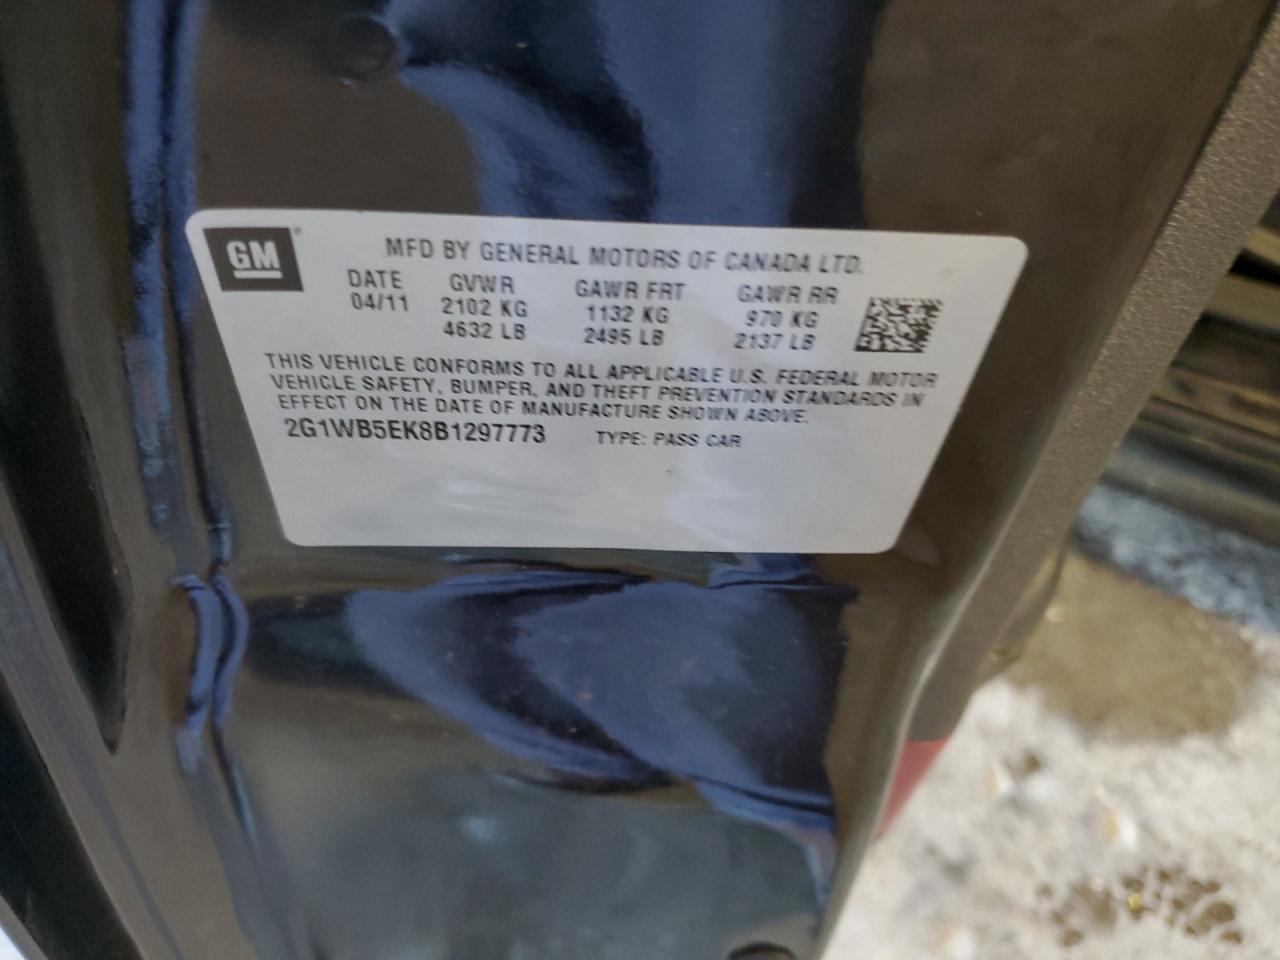 GM®
MFD BY GENERAL MOTORS OF CANADA LTD.
DATE GVWR GAWR FRT GAWR RR
04/11 2102 KG 1132 KG 970 KG
4632 LB 2495 LB 2137 LB
THIS VEHICLE CONFORMS TO ALL APPLICABLE U.S. FEDERAL MOTOR
VEHICLE SAFETY, BUMPER, AND THEFT PREVENTION STANDARDS IN
EFFECT ON THE DATE OF MANUFACTURE SHOWN ABOVE.
2G1WB5EK8B1297773 TYPE: PASS CAR